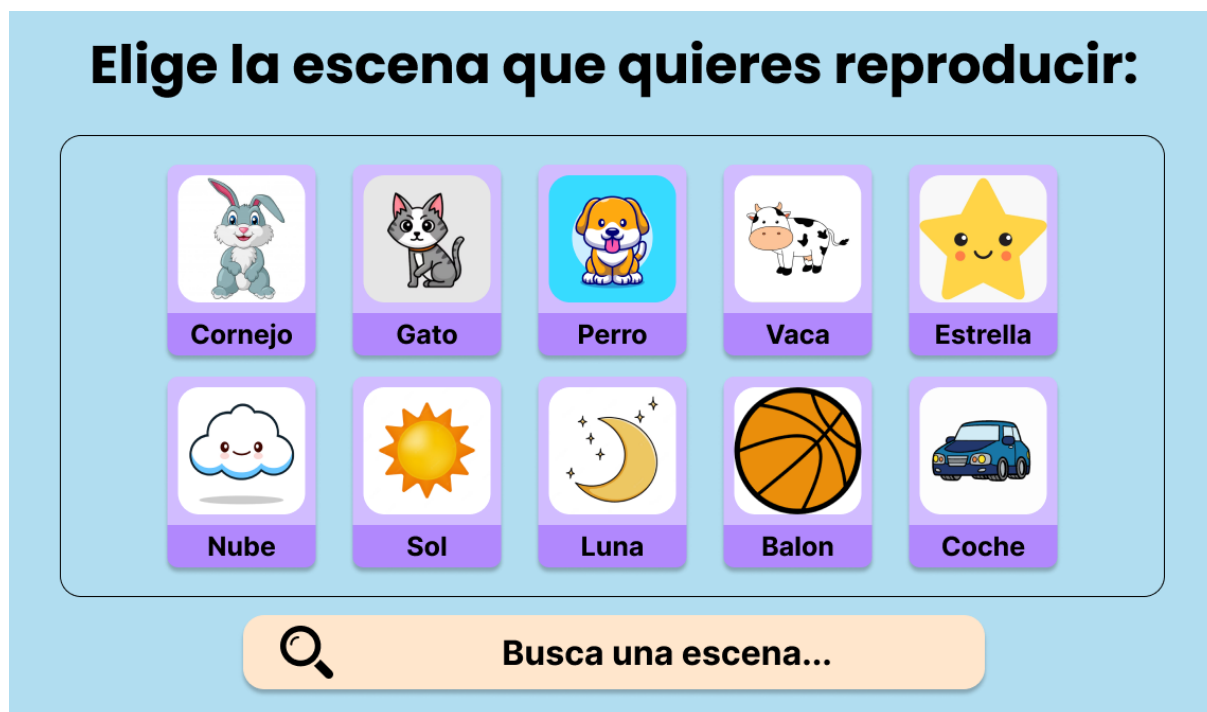 Elige la escena que quieres reproducir:
Cornejo
Gato
Perro
Vaca
Estrella
Nube
Sol
Luna
Balon
Coche
Busca una escena...